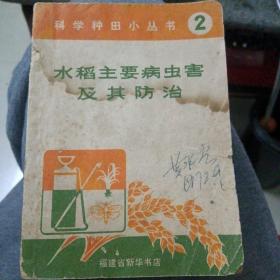 科学种田小丛书
2
水稻主要病虫害
及其防治
福建省新华书店